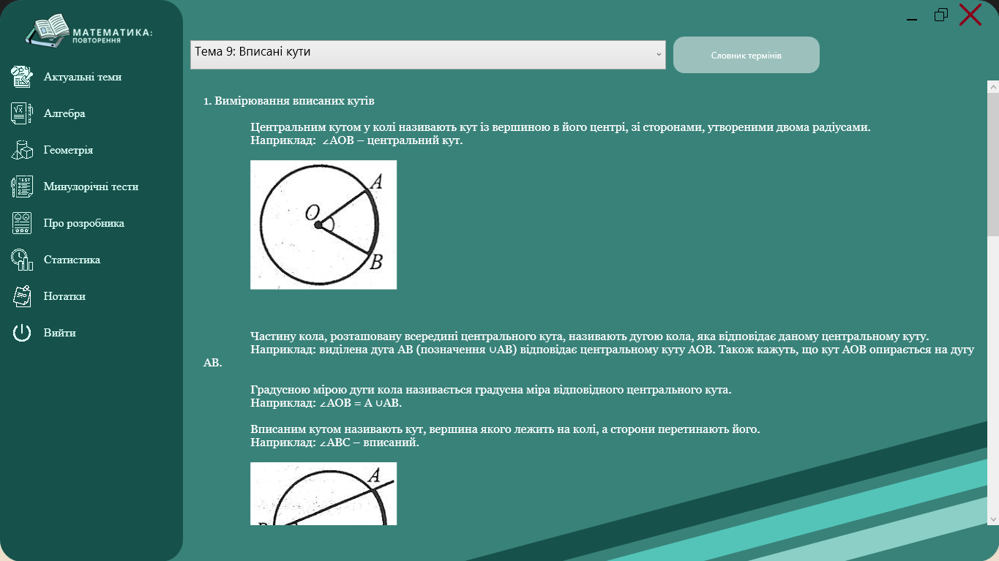 МАТЕМАТИКА:
ПОВТОРЕННЯ
Актуальні теми
Алгебра
Геометрія
Минулорічні тести
Про розробника
Статистика
Нотатки
Вийти
Тема 9: Вписані кути
Словник термінів
1. Вимірювання вписаних кутів
Центральним кутом у колі називають кут із вершиною в його центрі, зі сторонами, утвореними двома радіусами.
Наприклад: ∠AOB – центральний кут.
A
O
B
Частину кола, розташовану всередині центрального кута, називають дугою кола, яка відповідає даному центральному куту.
Наприклад: виділена дуга AB (позначення ∪AB) відповідає центральному куту AOB. Також кажуть, що кут AOB опирається на дугу
AB.
Градусною мірою дуги кола називається градусна міра відповідного центрального кута.
Наприклад: ∠AOB = A ∪AB.
Вписаним кутом називають кут, вершина якого лежить на колі, а сторони перетинають його.
Наприклад: ∠ABC – вписаний.
A
B